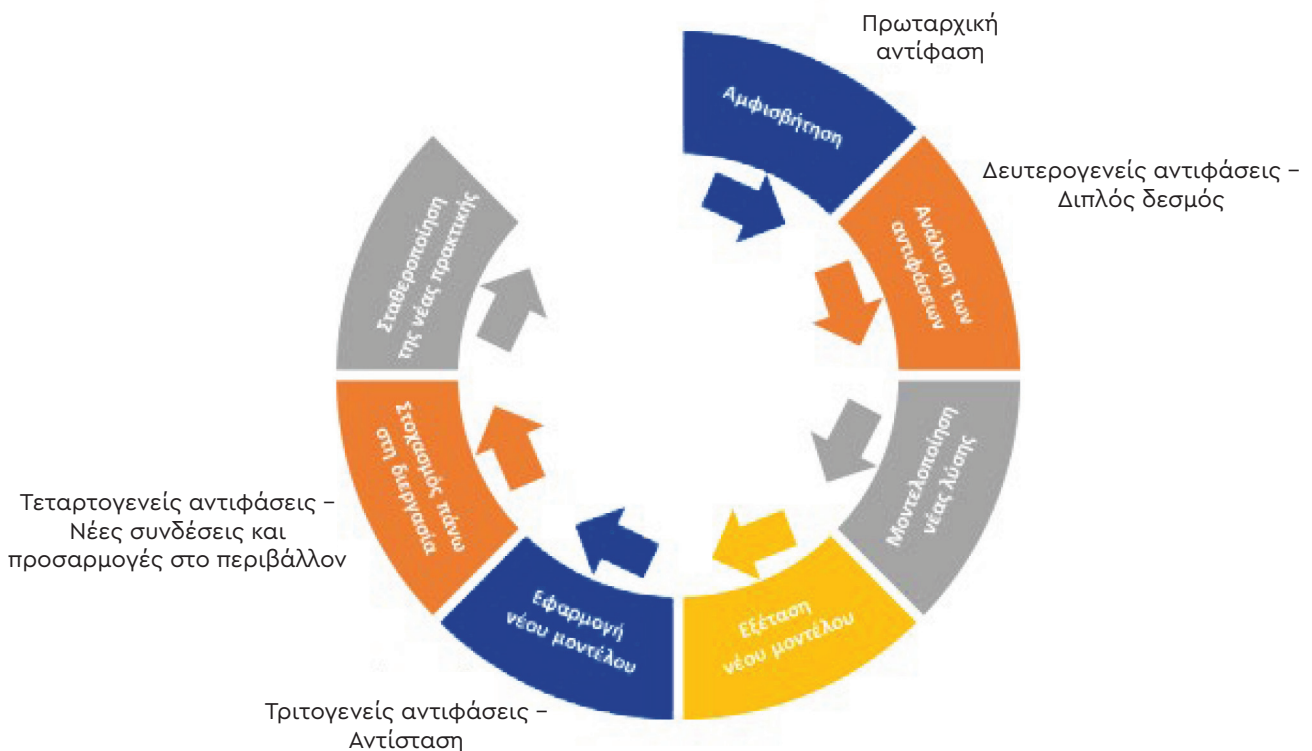 Πρωταρχική
αντίφαση
Αμφισβήτηση
Δευτερογενείς αντιφάσεις –
Διπλός δεσμός
Ανάλυση των
αντιφάσεων
Μοντελοποίηση
νέας λύσης
Εξέταση
νέου μοντέλου
Εφαρμογή
νέου μοντέλου
Τριτογενείς αντιφάσεις –
Αντίσταση
Στοχασμός πάνω
στη διεργασία
Τεταρτογενείς αντιφάσεις –
Νέες συνδέσεις και
προσαρμογές στο περιβάλλον
Σταθεροποίηση
της νέας πρακτικής